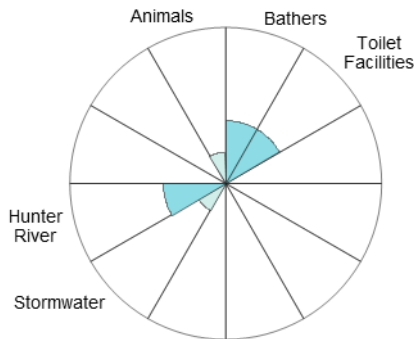 Animals
Bathers
Toilet
Facilities
Hunter
River
Stormwater